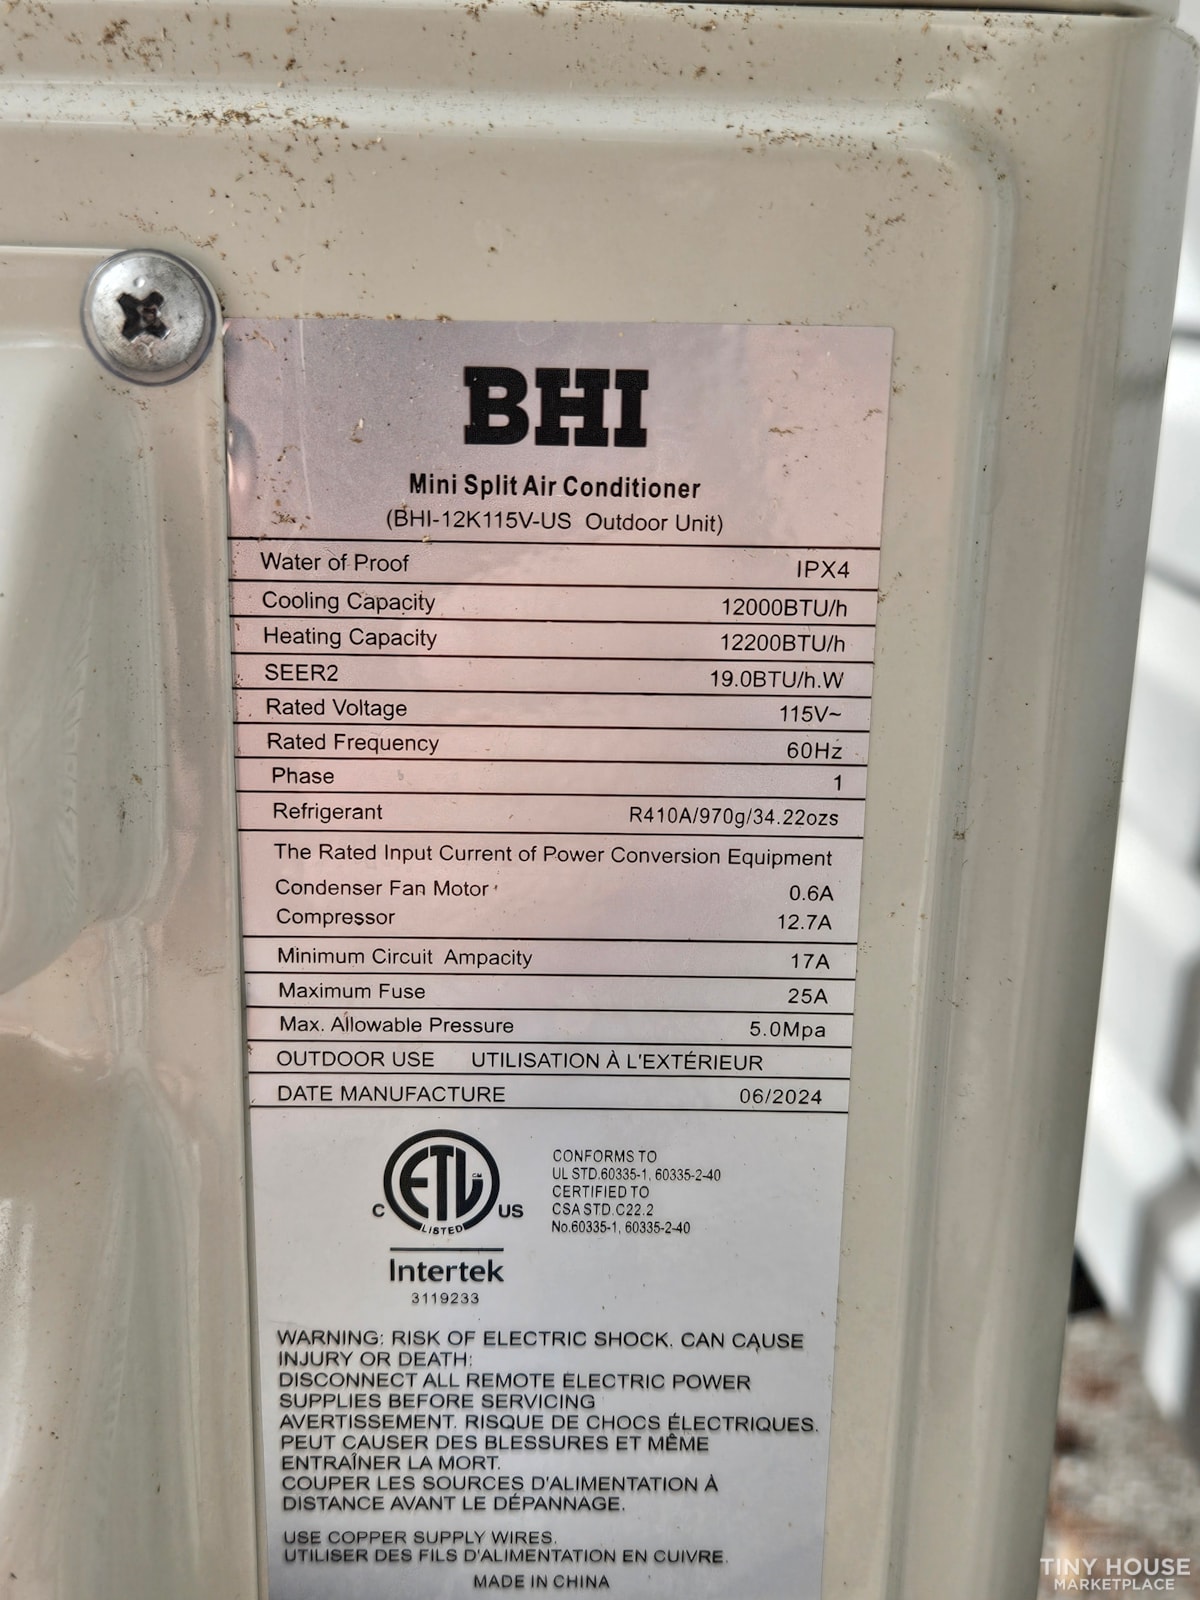 BHI
Mini Split Air Conditioner
(BHI-12K115V-US Outdoor Unit)
Water of Proof IPX4
Cooling Capacity 12000BTU/h
Heating Capacity 12200BTU/h
SEER2 19.0BTU/h.W
Rated Voltage 115V~
Rated Frequency 60Hz
Phase 1
Refrigerant R410A/970g/34.22ozs
The Rated Input Current of Power Conversion Equipment
Condenser Fan Motor 0.6A
Compressor 12.7A
Minimum Circuit Ampacity 17A
Maximum Fuse 25A
Max. Allowable Pressure 5.0Mpa
OUTDOOR USE UTILISATION À L'EXTÉRIEUR
DATE MANUFACTURE 06/2024
ETL CM
C LISTED US
Intertek
3119233
CONFORMS TO
UL STD.60335-1, 60335-2-40
CERTIFIED TO
CSA STD.C22.2
No.60335-1, 60335-2-40
WARNING: RISK OF ELECTRIC SHOCK. CAN CAUSE
INJURY OR DEATH:
DISCONNECT ALL REMOTE ELECTRIC POWER
SUPPLIES BEFORE SERVICING
AVERTISSEMENT. RISQUE DE CHOCS ÉLECTRIQUES.
PEUT CAUSER DES BLESSURES ET MÊME
ENTRAÎNER LA MORT.
COUPER LES SOURCES D'ALIMENTATION À
DISTANCE AVANT LE DÉPANNAGE.
USE COPPER SUPPLY WIRES.
UTILISER DES FILS D'ALIMENTATION EN CUIVRE.
MADE IN CHINA
TINY HOUSE
MARKETPLACE